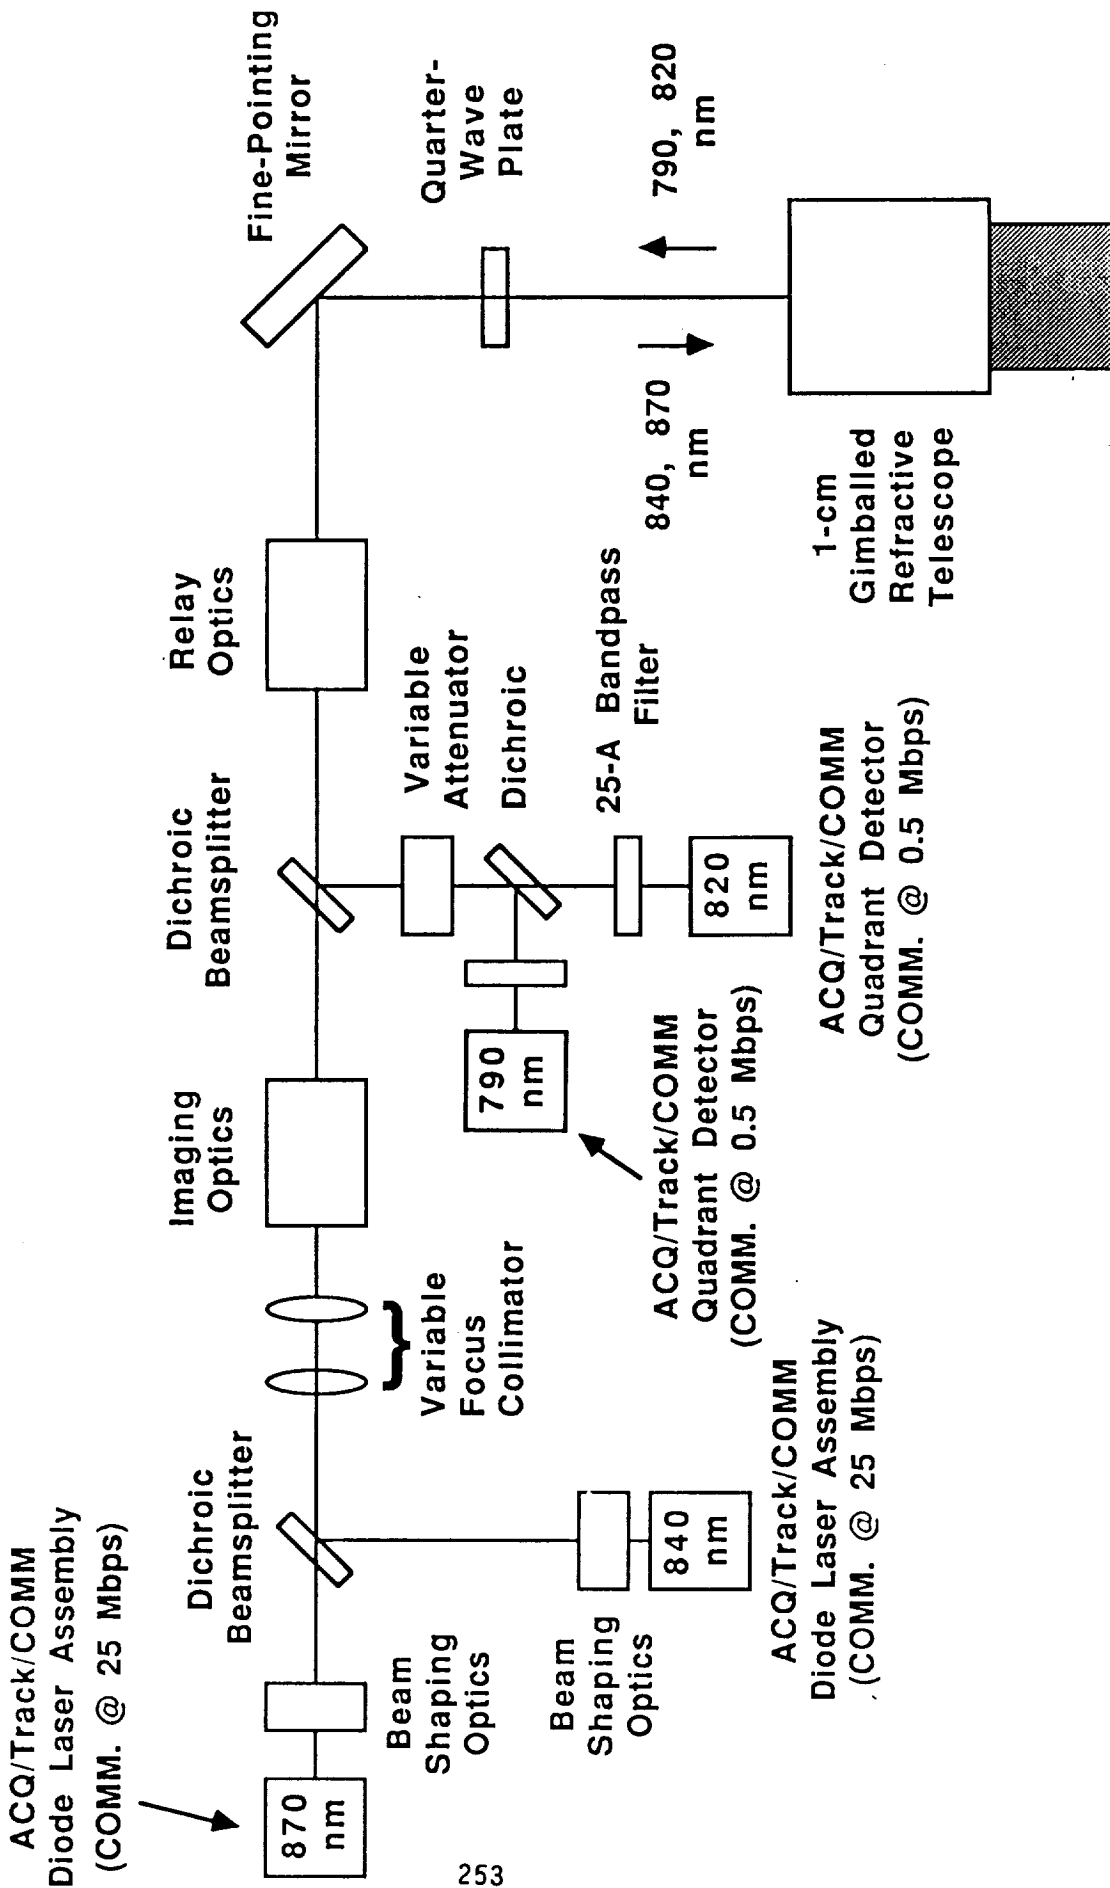 ACQ/Track/COMM
Diode Laser Assembly
(COMM. @ 25 Mbps)
870
nm
Beam
Shaping
Optics
Dichroic
Beamsplitter
Beam
Shaping
Optics
840
nm
ACQ/Track/COMM
Diode Laser Assembly
(COMM. @ 25 Mbps)
Variable
Focus
Collimator
Imaging
Optics
Dichroic
Beamsplitter
Variable
Attenuator
Dichroic
25-A Bandpass
Filter
790
nm
ACQ/Track/COMM
Quadrant Detector
(COMM. @ 0.5 Mbps)
820
nm
ACQ/Track/COMM
Quadrant Detector
(COMM. @ 0.5 Mbps)
Relay
Optics
Fine-Pointing
Mirror
Quarter-
Wave
Plate
840, 870
nm
790, 820
nm
1-cm
Gimballed
Refractive
Telescope
253